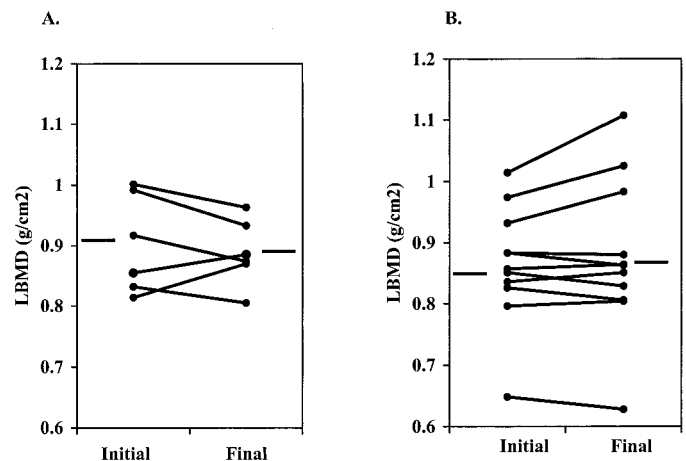 A.
LBMD (g/cm2)
1.2
1.1
1
0.9
0.8
0.7
0.6
Initial Final
B.
LBMD (g/cm2)
1.2
1.1
1
0.9
0.8
0.7
0.6
Initial Final